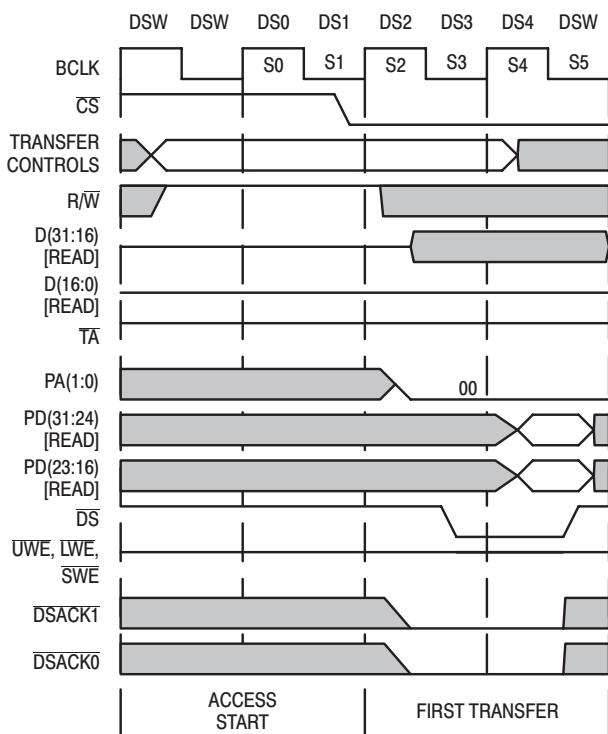 DSW DSW DS0 DS1 DS2 DS3 DS4 DSW
BCLK S0 S1 S2 S3 S4 S5
CS
TRANSFER
CONTROLS
R/W
D(31:16)
[READ]
D(16:0)
[READ]
TA
PA(1:0) 00
PD(31:24)
[READ]
PD(23:16)
[READ]
DS
UWE, LWE,
SWE
DSACK1
DSACK0
ACCESS
START
FIRST TRANSFER